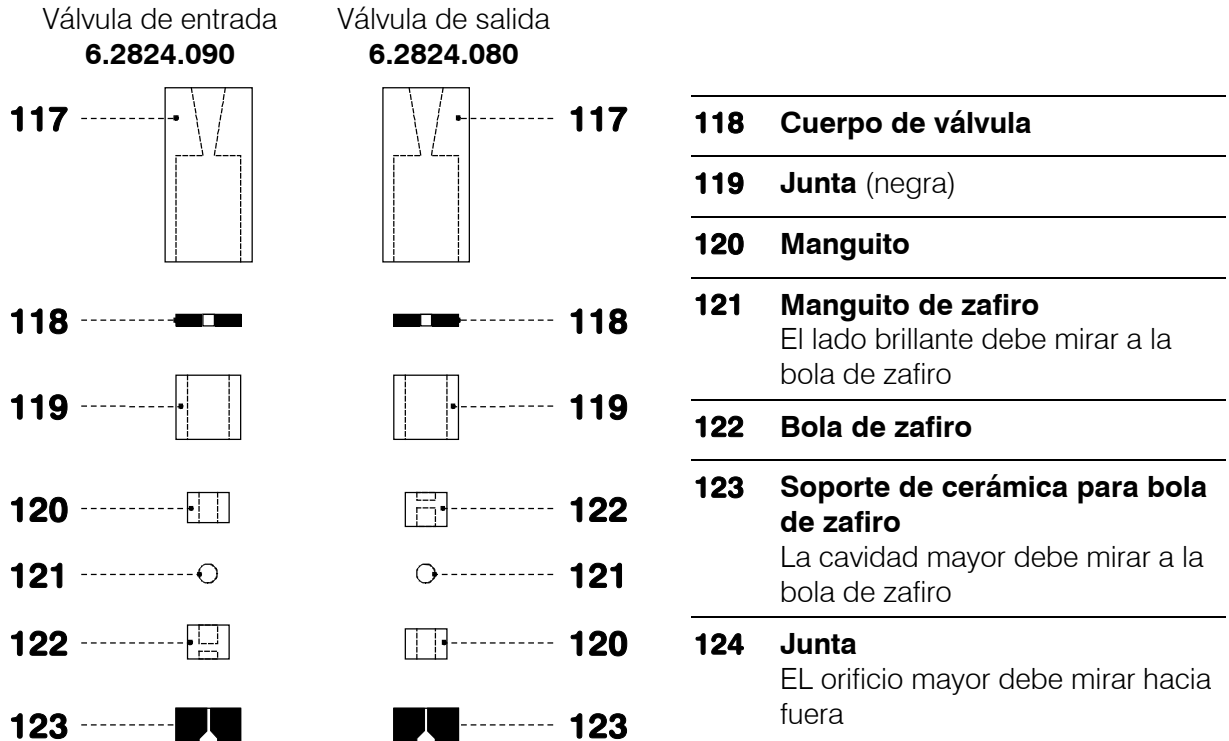 Válvula de entrada
6.2824.090
Válvula de salida
6.2824.080
117 117
118 118
119 119
120 122
121 121
122 120
123 123
118 Cuerpo de válvula
119 Junta (negra)
120 Manguito
121 Manguito de zafiro
El lado brillante debe mirar a la
bola de zafiro
122 Bola de zafiro
123 Soporte de cerámica para bola
de zafiro
La cavidad mayor debe mirar a la
bola de zafiro
124 Junta
EL orificio mayor debe mirar hacia
fuera